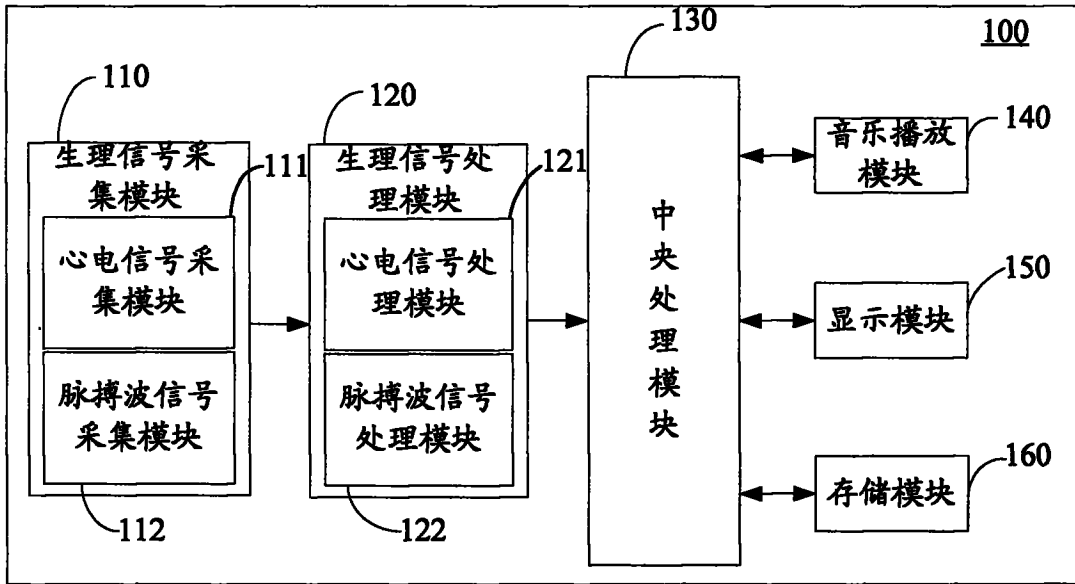 100
110
生理信号采
集模块
111
心电信号采
集模块
脉搏波信号
采集模块
112
120
生理信号处
理模块
121
心电信号处
理模块
脉搏波信号
处理模块
122
130
中
央
处
理
模
块
音乐播放
模块
140
显示模块
150
存储模块
160